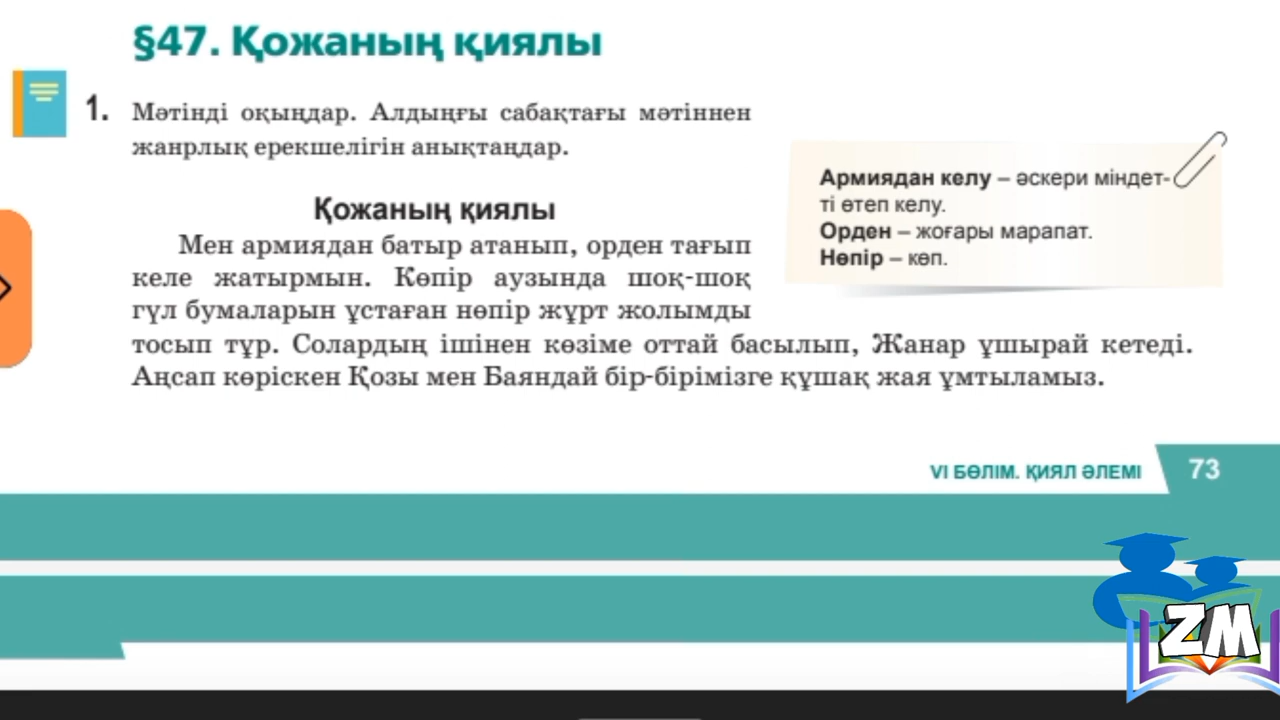 §47. Қожаның қиялы
1. Мәтінді оқыңдар. Алдыңғы сабақтағы мәтіннен
жанрлық ерекшелігін анықтаңдар.
Армиядан келу – әскери міндет-
ті өтеп келу.
Орден – жоғары марапат.
Нөпір – көп.
Қожаның қиялы
Мен армиядан батыр атанып, орден тағып
келе жатырмын. Көпір аузында шоқ-шоқ
гүл бумаларын ұстаған нөпір жұрт жолымды
тосып тұр. Солардың ішінен көзіме оттай басылып, Жанар ұшырай кетеді.
Аңсап көріскен Қозы мен Баяндай бір-бірімізге құшақ жая ұмтыламыз.
VI БӨЛІМ. ҚИЯЛ ӘЛЕМІ 73
ZM